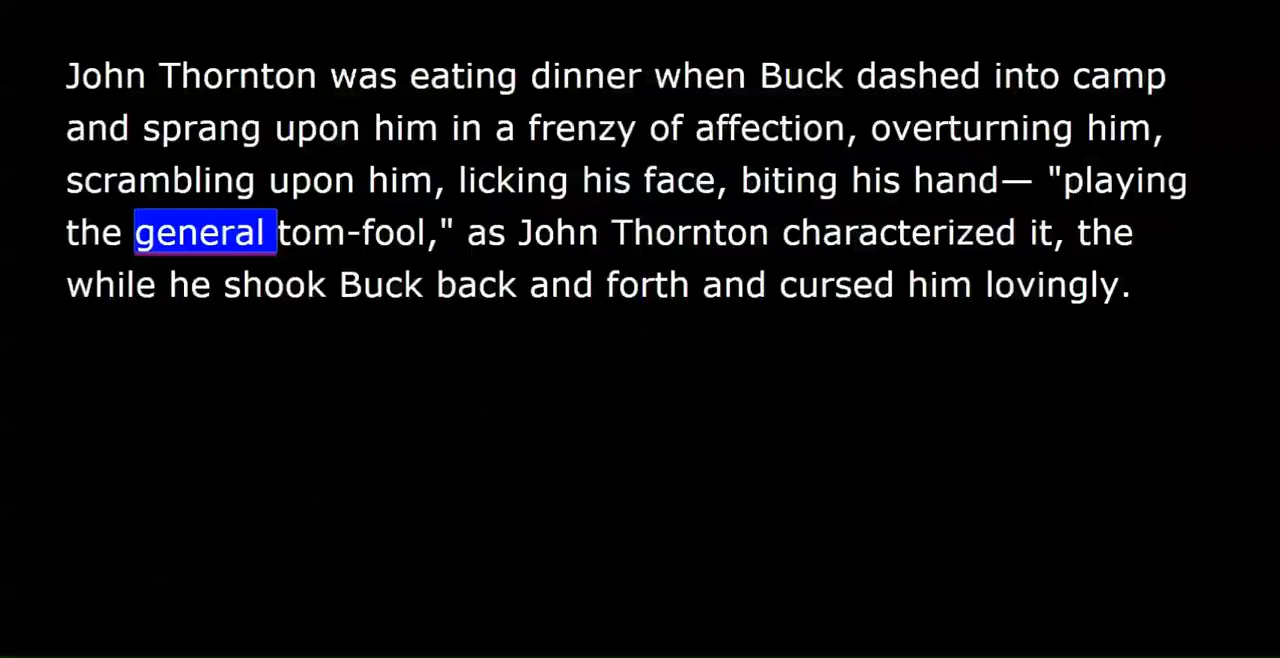 John Thornton was eating dinner when Buck dashed into camp
and sprang upon him in a frenzy of affection, overturning him,
scrambling upon him, licking his face, biting his hand— "playing
the general tom-fool," as John Thornton characterized it, the
while he shook Buck back and forth and cursed him lovingly.